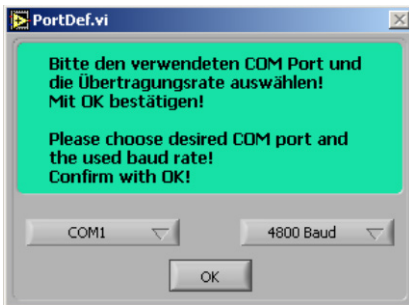 PortDef.vi
Bitte den verwendeten COM Port und
die Übertragungsrate auswählen!
Mit OK bestätigen!
Please choose desired COM port and
the used baud rate!
Confirm with OK!
COM1
4800 Baud
OK